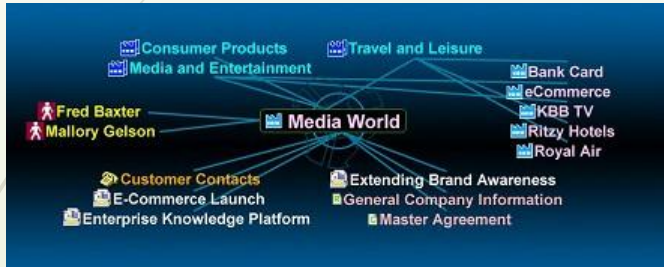 Consumer Products
Travel and Leisure
Media and Entertainment
Bank Card
eCommerce
Fred Baxter
KBB TV
Media World
Mallory Gelson
Ritzy Hotels
Royal Air
Customer Contacts
Extending Brand Awareness
E-Commerce Launch
General Company Information
Enterprise Knowledge Platform
Master Agreement